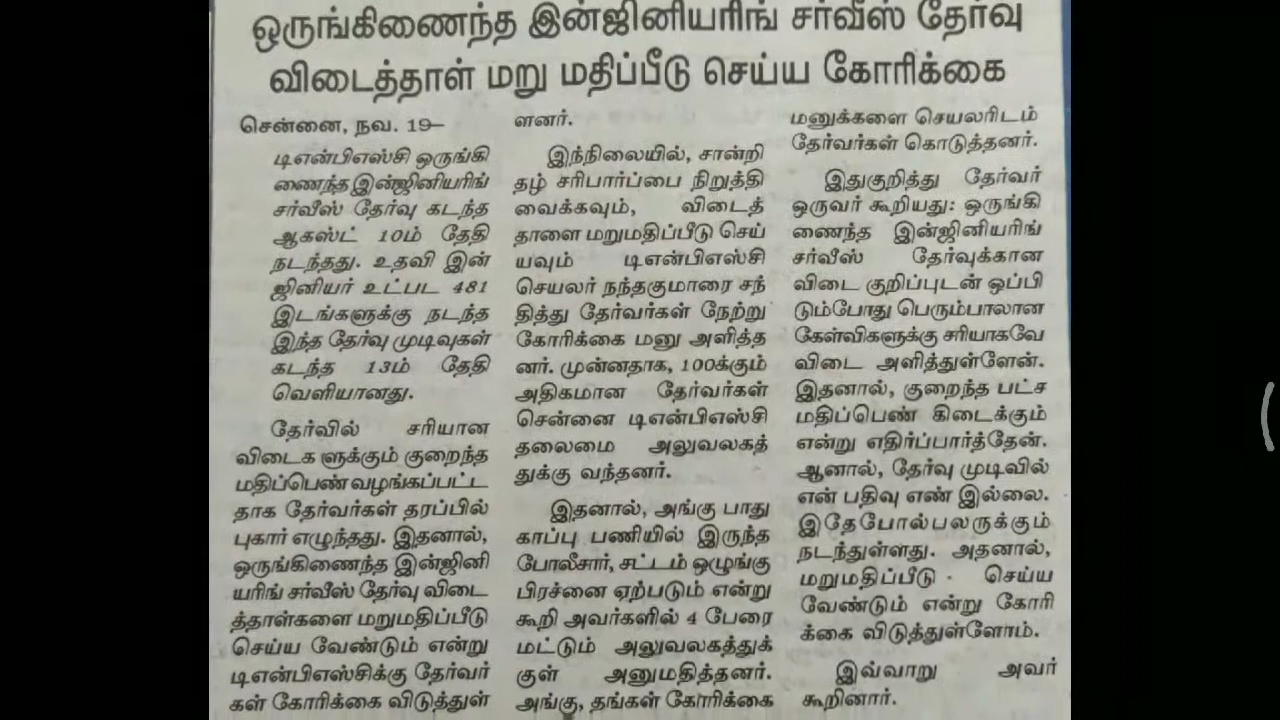 ஒருங்கிணைந்த இன்ஜினியரிங் சர்வீஸ் தேர்வு
விடைத்தாள் மறு மதிப்பீடு செய்ய கோரிக்கை
சென்னை, நவ. 19–
டிஎன்பிஎஸ்சி ஒருங்கி
ணைந்த இன்ஜினியரிங்
சர்வீஸ் தேர்வு கடந்த
ஆகஸ்ட் 10ம் தேதி
நடந்தது. உதவி இன்
ஜினியர் உட்பட 481
இடங்களுக்கு நடந்த
இந்த தேர்வு முடிவுகள்
கடந்த 13ம் தேதி
வெளியானது.
தேர்வில் சரியான
விடைக ளுக்கும் குறைந்த
மதிப்பெண் வழங்கப்பட்ட
தாக தேர்வர்கள் தரப்பில்
புகார் எழுந்தது. இதனால்,
ஒருங்கிணைந்த இன்ஜினி
யரிங் சர்வீஸ் தேர்வு விடை
த்தாள்களை மறுமதிப்பீடு
செய்ய வேண்டும் என்று
டிஎன்பிஎஸ்சிக்கு தேர்வர்
கள் கோரிக்கை விடுத்துள்
ளனர்.
இந்நிலையில், சான்றி
தழ் சரிபார்ப்பை நிறுத்தி
வைக்கவும், விடைத்
தாளை மறுமதிப்பீடு செய்
யவும் டிஎன்பிஎஸ்சி
செயலர் நந்தகுமாரை சந்
தித்து தேர்வர்கள் நேற்று
கோரிக்கை மனு அளித்த
னர். முன்னதாக, 100க்கும்
அதிகமான தேர்வர்கள்
சென்னை டிஎன்பிஎஸ்சி
தலைமை அலுவலகத்
துக்கு வந்தனர்.
இதனால், அங்கு பாது
காப்பு பணியில் இருந்த
போலீசார், சட்டம் ஒழுங்கு
பிரச்னை ஏற்படும் என்று
கூறி அவர்களில் 4 பேரை
மட்டும் அலுவலகத்துக்
குள் அனுமதித்தனர்.
அங்கு, தங்கள் கோரிக்கை
மனுக்களை செயலரிடம்
தேர்வர்கள் கொடுத்தனர்.
இதுகுறித்து தேர்வர்
ஒருவர் கூறியது: ஒருங்கி
ணைந்த இன்ஜினியரிங்
சர்வீஸ் தேர்வுக்கான
விடை குறிப்புடன் ஒப்பி
டும்போது பெரும்பாலான
கேள்விகளுக்கு சரியாகவே
விடை அளித்துள்ளேன்.
இதனால், குறைந்த பட்ச
மதிப்பெண் கிடைக்கும்
என்று எதிர்ப்பார்த்தேன்.
ஆனால், தேர்வு முடிவில்
என் பதிவு எண் இல்லை.
இதேபோல்பலருக்கும்
நடந்துள்ளது. அதனால்,
மறுமதிப்பீடு செய்ய
வேண்டும் என்று கோரி
க்கை விடுத்துள்ளோம்.
இவ்வாறு அவர்
கூறினார்.